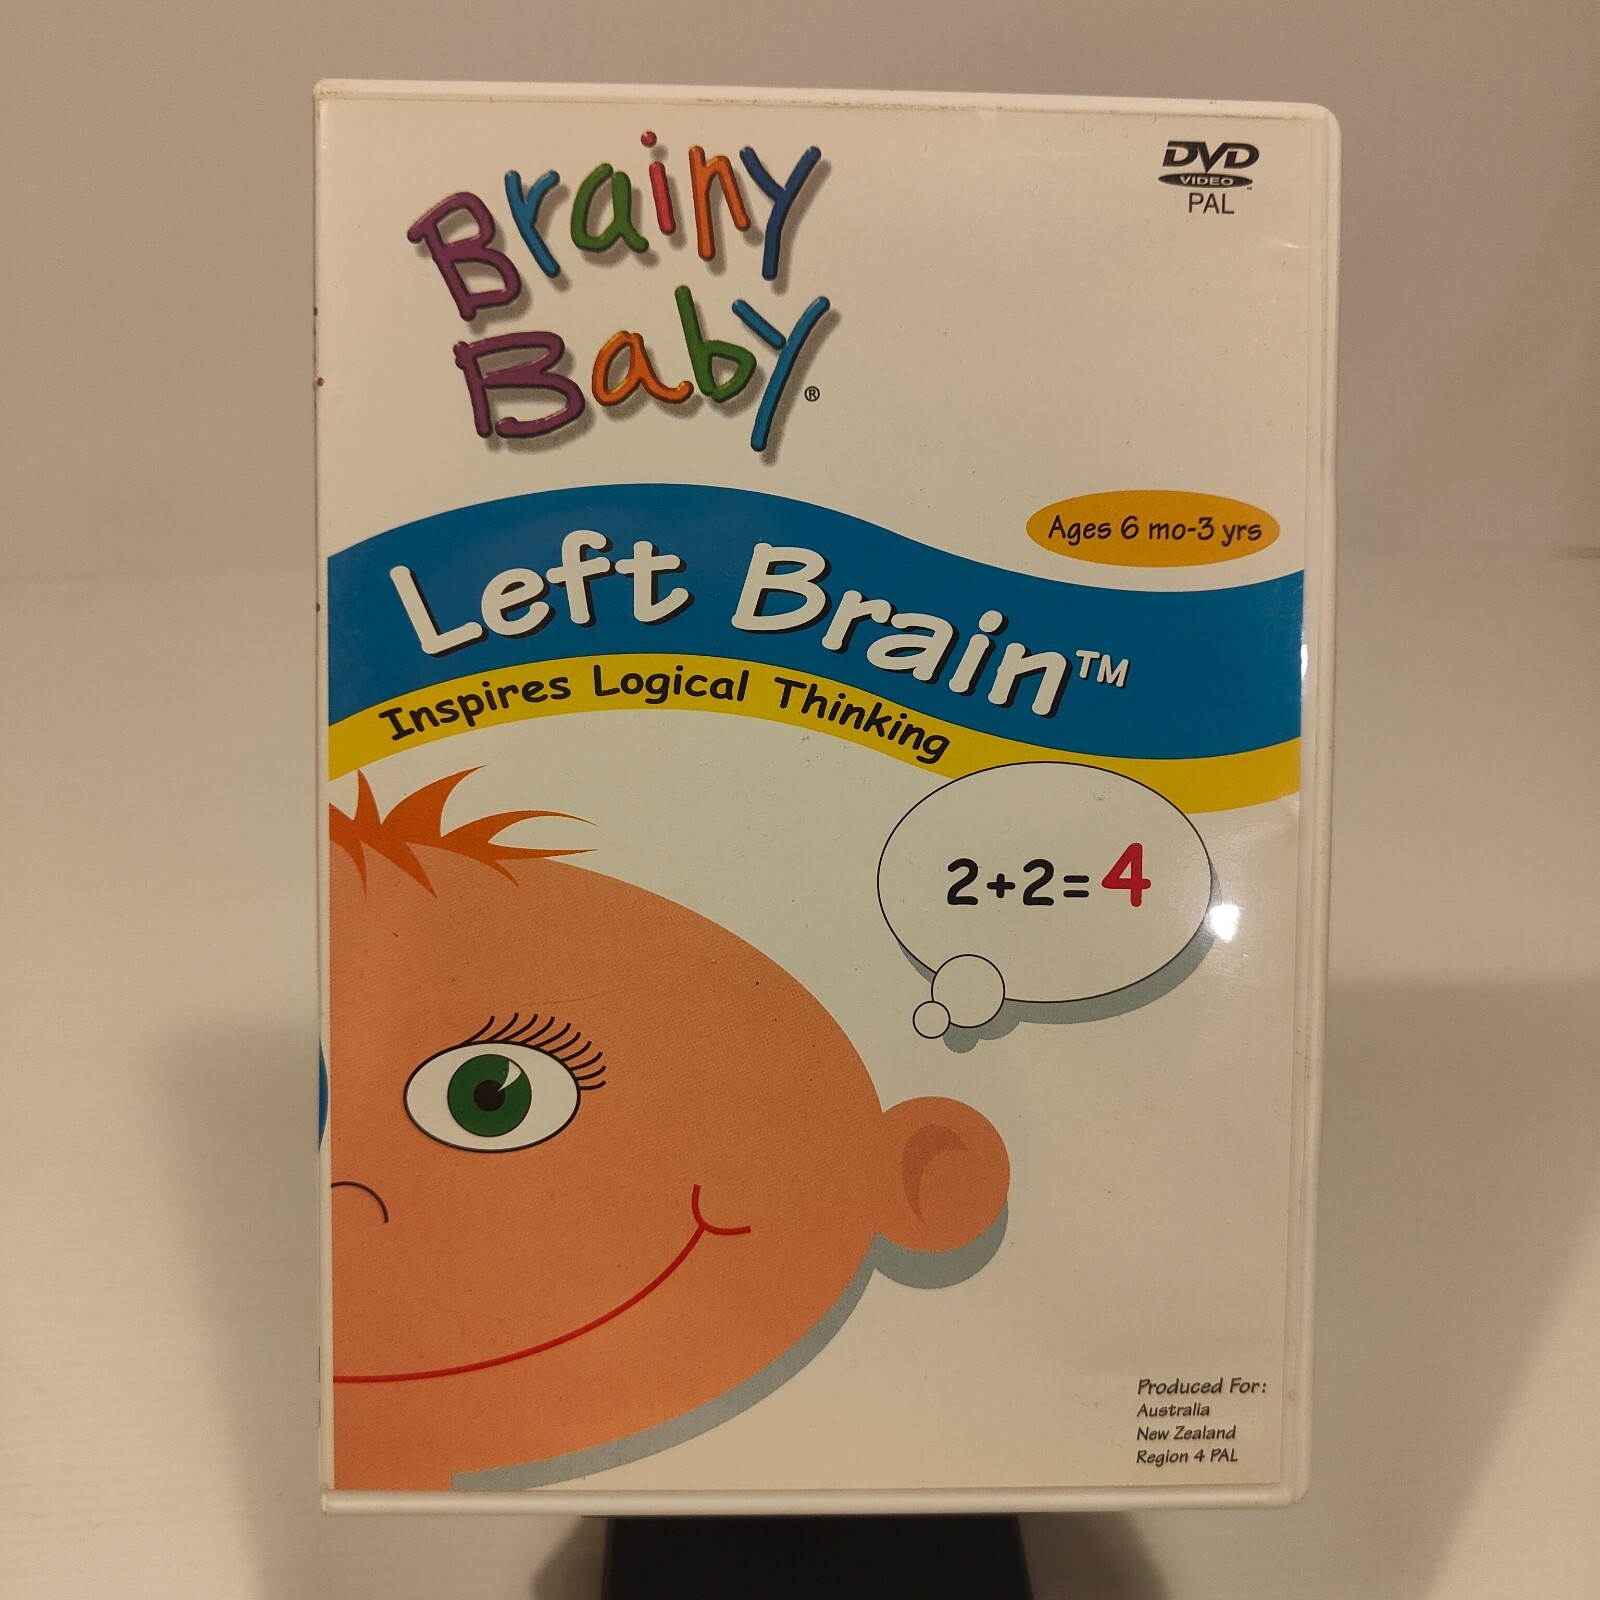 Brainy
Baby®
DVD
VIDEO™
PAL
Ages 6 mo-3 yrs
Left Brain™
Inspires Logical Thinking
2+2=4
Produced For:
Australia
New Zealand
Region 4 PAL